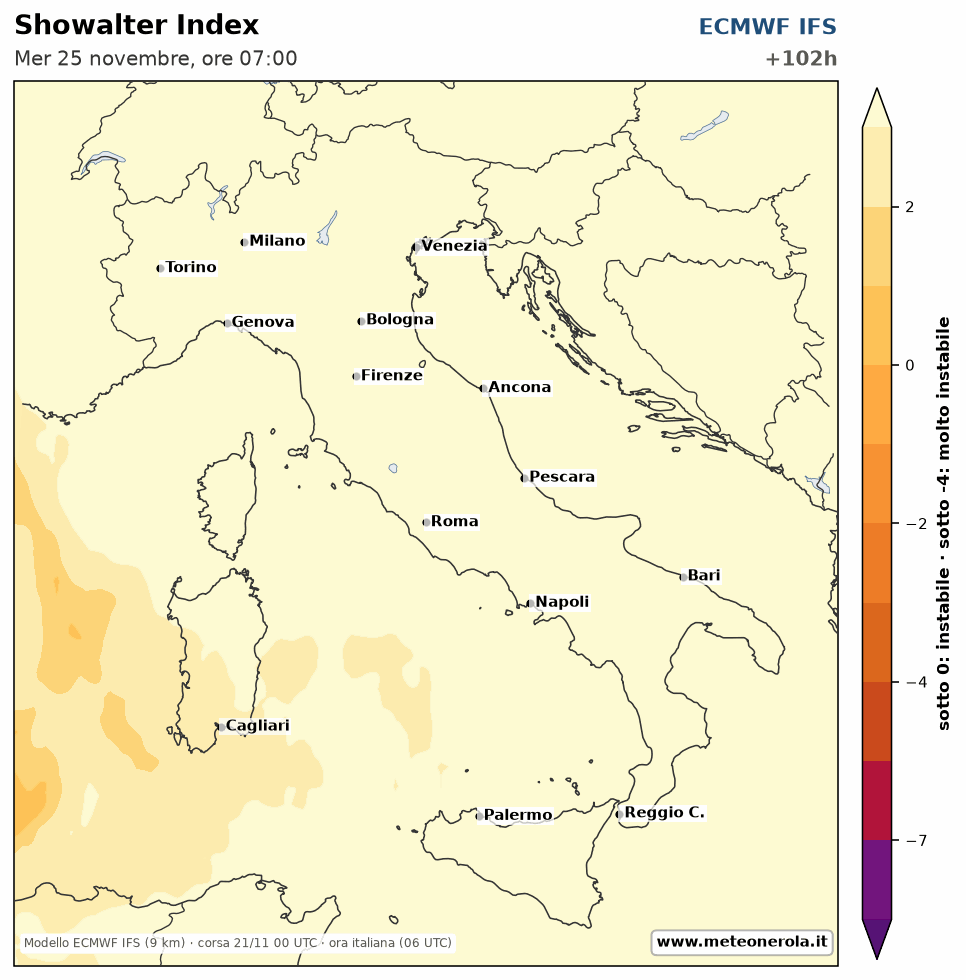 Showalter Index
ECMWF IFS
Mer 25 novembre, ore 07:00
+102h
Milano
Venezia
Torino
Genova
Bologna
Firenze
Ancona
Pescara
Roma
Bari
Napoli
Cagliari
Palermo
Reggio C.
2
0
−2
−4
−7
sotto 0: instabile · sotto -4: molto instabile
Modello ECMWF IFS (9 km) · corsa 21/11 00 UTC · ora italiana (06 UTC)
www.meteonerola.it